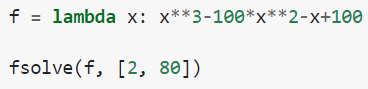 f = lambda x: x**3-100*x**2-x+100
fsolve(f, [2, 80])